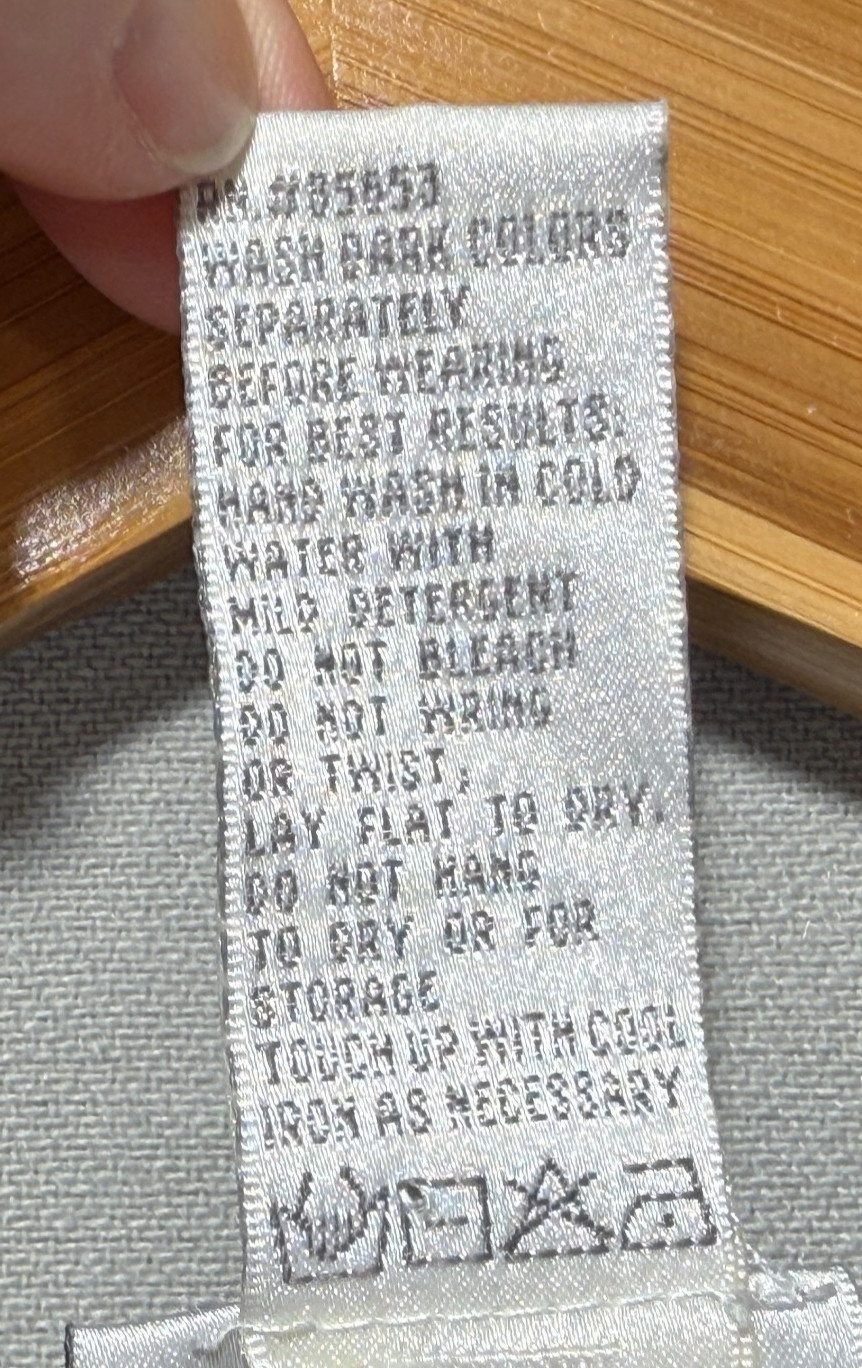 RN.#85653
WASH DARK COLORS
SEPARATELY
BEFORE WEARING
FOR BEST RESULTS:
HAND WASH IN COLD
WATER WITH
MILD DETERGENT
DO NOT BLEACH
DO NOT WRING
OR TWIST,
LAY FLAT TO DRY.
DO NOT HANG
TO DRY OR FOR
STORAGE
TOUCH UP WITH COOL
IRON AS NECESSARY